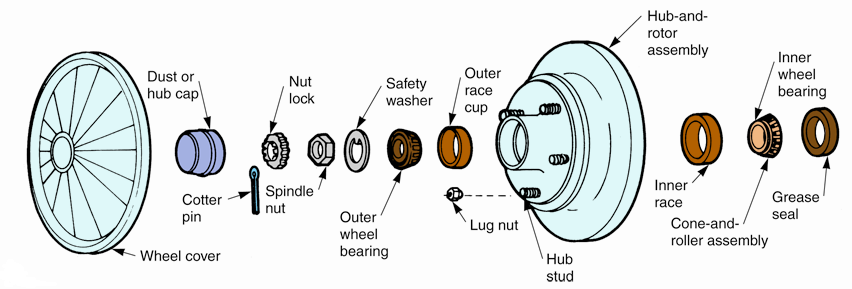 Hub-and-
rotor
assembly
Dust or
hub cap
Nut
lock
Safety
washer
Outer
race
cup
Inner
wheel
bearing
Cotter
pin
Spindle
nut
Outer
wheel
bearing
Lug nut
Hub
stud
Inner
race
Cone-and-
roller assembly
Grease
seal
Wheel cover